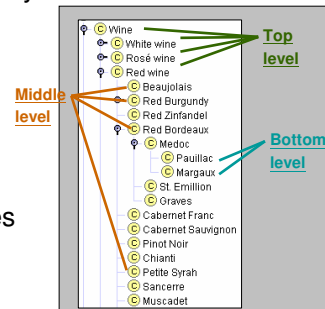 y
Wine
White wine
Rosé wine
Red wine
Top
level
Beaujolais
Red Burgundy
Red Zinfandel
Red Bordeaux
Middle
level
Medoc
Pauillac
Margaux
Bottom
level
St. Emillion
Graves
es
Cabernet Franc
Cabernet Sauvignon
Pinot Noir
Chianti
Petite Syrah
Sancerre
Muscadet